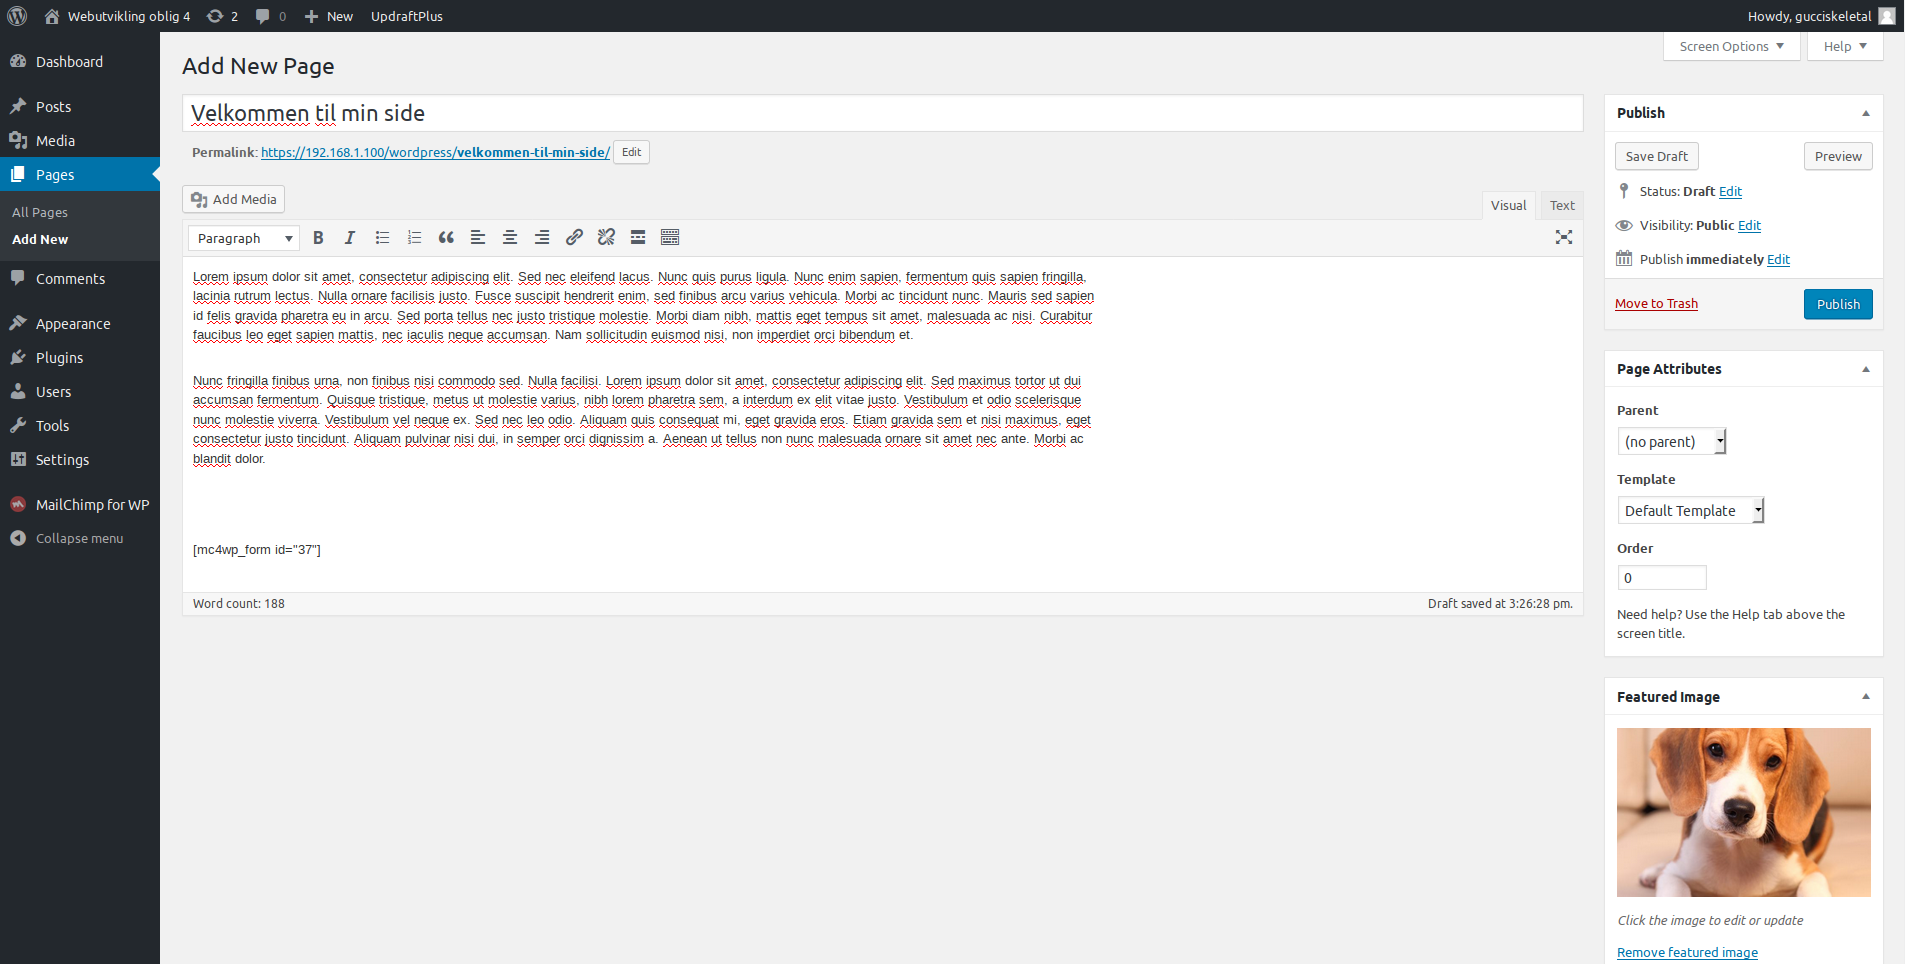 Webutvikling oblig 4 2 0 New UpdraftPlus Howdy, gucciskeletal
Screen Options Help
Dashboard
Posts
Media
Pages
All Pages
Add New
Comments
Appearance
Plugins
Users
Tools
Settings
MailChimp for WP
Collapse menu
Add New Page
Velkommen til min side
Permalink: https://192.168.1.100/wordpress/velkommen-til-min-side/ Edit
Add Media
Visual Text
Paragraph
Lorem ipsum dolor sit amet, consectetur adipiscing elit. Sed nec eleifend lacus. Nunc quis purus ligula. Nunc enim sapien, fermentum quis sapien fringilla,
lacinia rutrum lectus. Nulla ornare facilisis justo. Fusce suscipit hendrerit enim, sed finibus arcu varius vehicula. Morbi ac tincidunt nunc. Mauris sed sapien
id felis gravida pharetra eu in arcu. Sed porta tellus nec justo tristique molestie. Morbi diam nibh, mattis eget tempus sit amet, malesuada ac nisi. Curabitur
faucibus leo eget sapien mattis, nec iaculis neque accumsan. Nam sollicitudin euismod nisi, non imperdiet orci bibendum et.
Nunc fringilla finibus urna, non finibus nisi commodo sed. Nulla facilisi. Lorem ipsum dolor sit amet, consectetur adipiscing elit. Sed maximus tortor ut dui
accumsan fermentum. Quisque tristique, metus ut molestie varius, nibh lorem pharetra sem, a interdum ex elit vitae justo. Vestibulum et odio scelerisque
nunc molestie viverra. Vestibulum vel neque ex. Sed nec leo odio. Aliquam quis consequat mi, eget gravida eros. Etiam gravida sem et nisi maximus, eget
consectetur justo tincidunt. Aliquam pulvinar nisi dui, in semper orci dignissim a. Aenean ut tellus non nunc malesuada ornare sit amet nec ante. Morbi ac
blandit dolor.
[mc4wp_form id="37"]
Word count: 188 Draft saved at 3:26:28 pm.
Publish
Save Draft Preview
Status: Draft Edit
Visibility: Public Edit
Publish immediately Edit
Move to Trash Publish
Page Attributes
Parent
(no parent)
Template
Default Template
Order
0
Need help? Use the Help tab above the
screen title.
Featured Image
Click the image to edit or update
Remove featured image